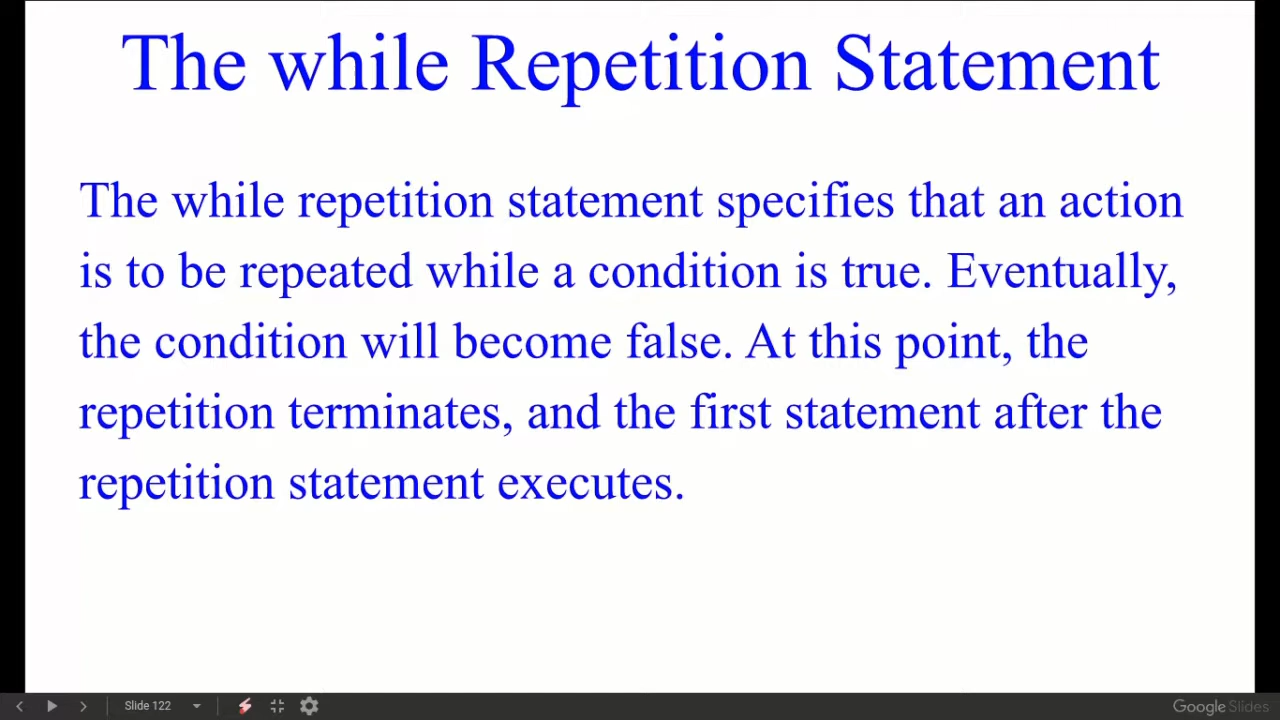 The while Repetition Statement
The while repetition statement specifies that an action
is to be repeated while a condition is true. Eventually,
the condition will become false. At this point, the
repetition terminates, and the first statement after the
repetition statement executes.
Slide 122
Google Slides